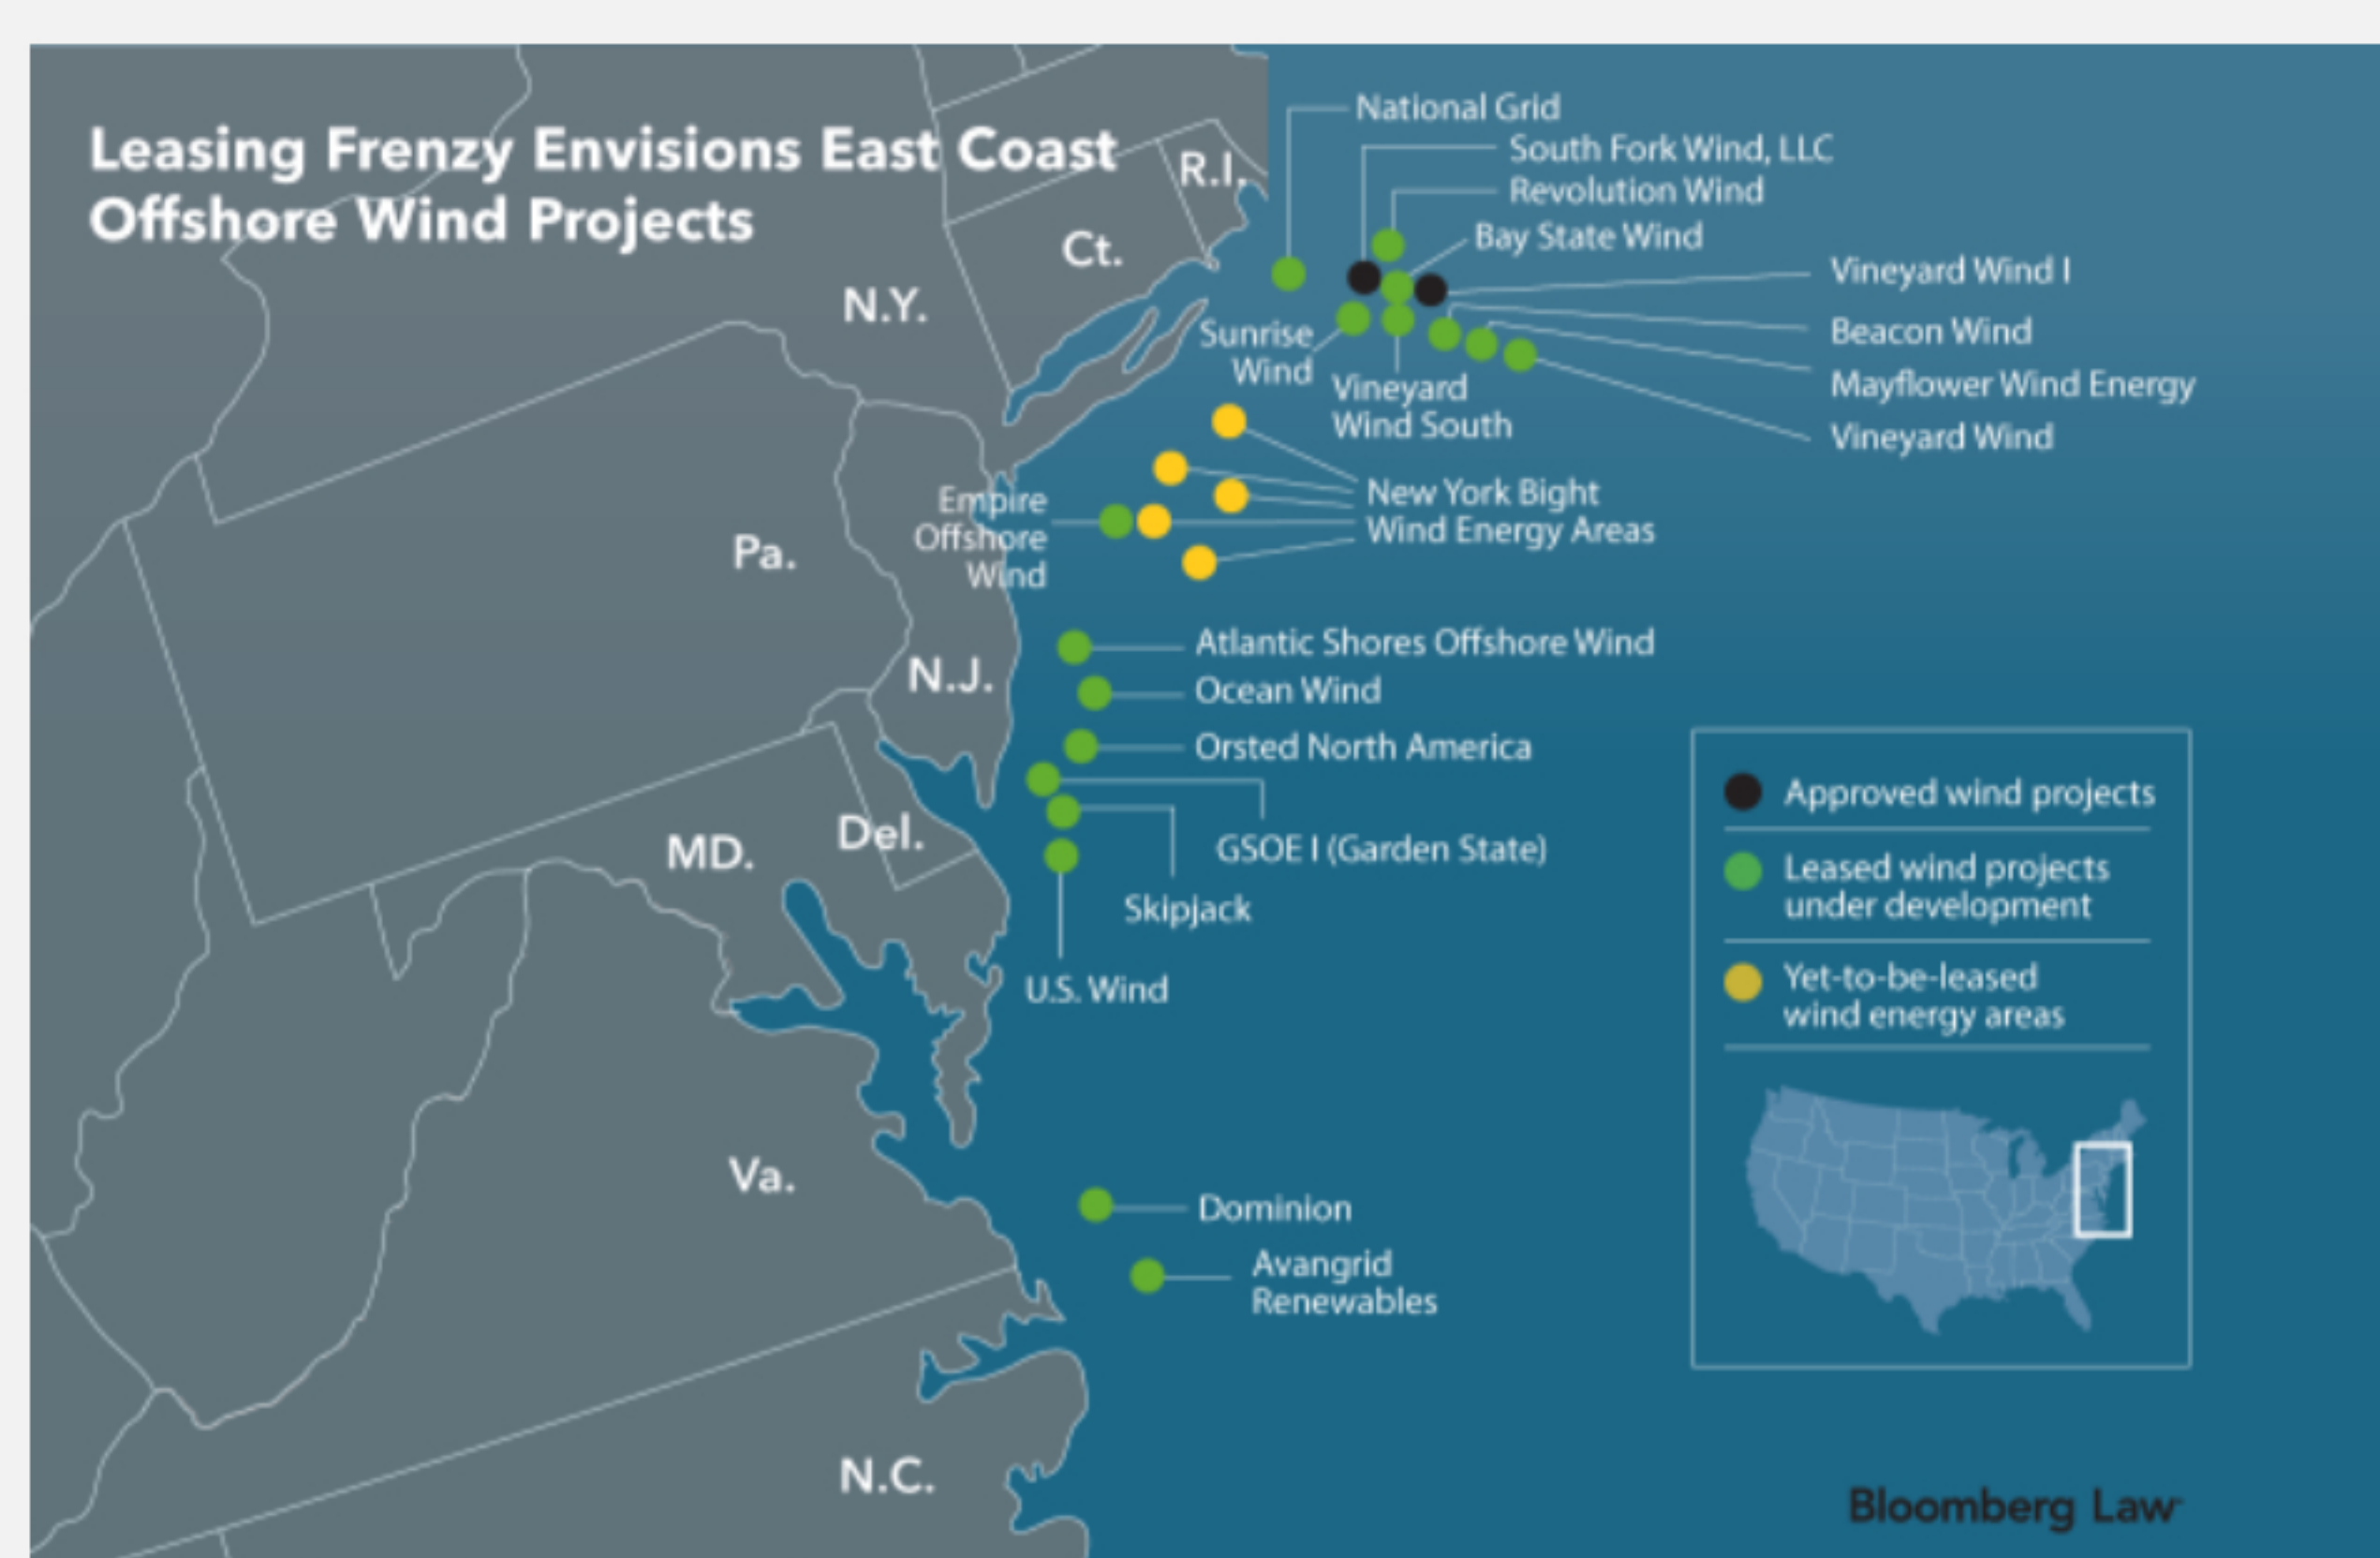 Leasing Frenzy Envisions East Coast
Offshore Wind Projects
National Grid
South Fork Wind, LLC
Revolution Wind
Bay State Wind
Vineyard Wind I
Beacon Wind
Mayflower Wind Energy
Vineyard Wind
R.I.
Ct.
N.Y.
Sunrise
Wind
Vineyard
Wind South
New York Bight
Wind Energy Areas
Empire
Offshore
Wind
Pa.
N.J.
Atlantic Shores Offshore Wind
Ocean Wind
Orsted North America
GSOE I (Garden State)
Skipjack
U.S. Wind
MD.
Del.
Va.
Dominion
Avangrid
Renewables
N.C.
Approved wind projects
Leased wind projects
under development
Yet-to-be-leased
wind energy areas
Bloomberg Law